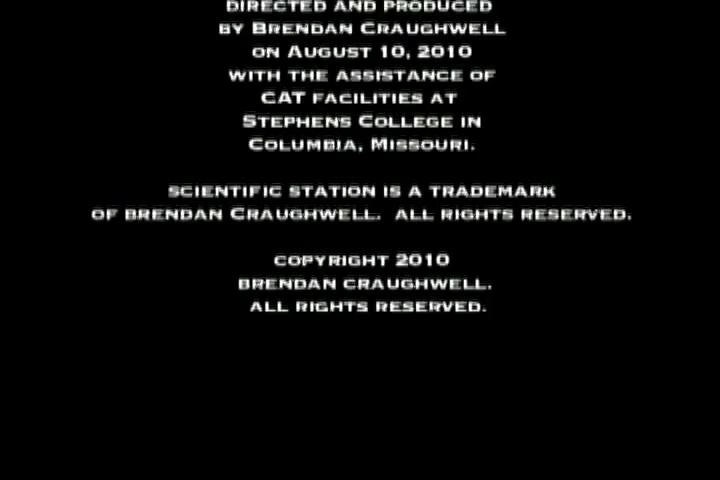 DIRECTED AND PRODUCED
BY BRENDAN CRAUGHWELL
ON AUGUST 10, 2010
WITH THE ASSISTANCE OF
CAT FACILITIES AT
STEPHENS COLLEGE IN
COLUMBIA, MISSOURI.
SCIENTIFIC STATION IS A TRADEMARK
OF BRENDAN CRAUGHWELL. ALL RIGHTS RESERVED.
COPYRIGHT 2010
BRENDAN CRAUGHWELL.
ALL RIGHTS RESERVED.